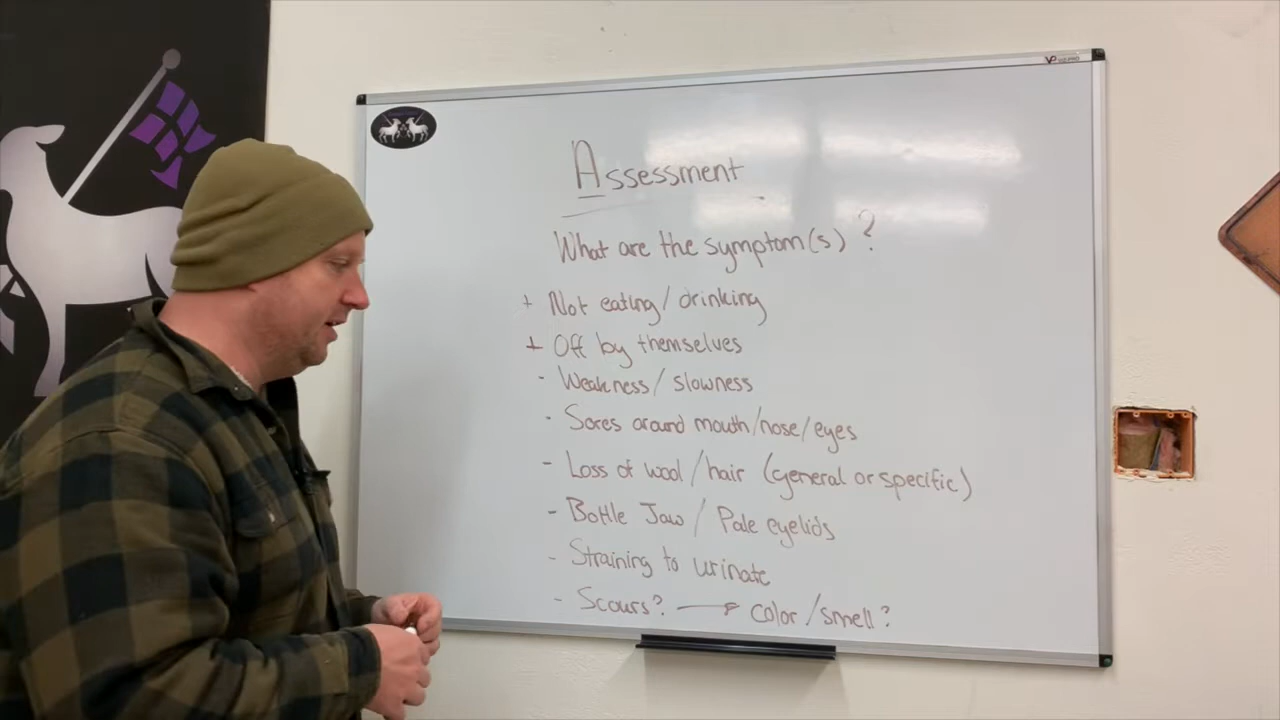 Assessment
What are the symptom(s)?
+ Not eating/drinking
+ Off by themselves
- Weakness/slowness
- Sores around mouth/nose/eyes
- Loss of wool/hair (general or specific)
- Bottle Jaw / Pale eyelids
- Straining to urinate
- Scours? → color/smell?